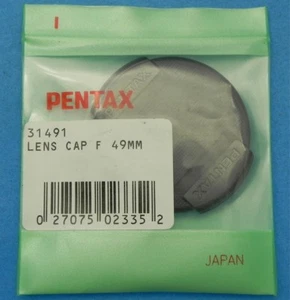 I
PENTAX
31491
LENS CAP F 49MM
0 27075 02335 2
JAPAN